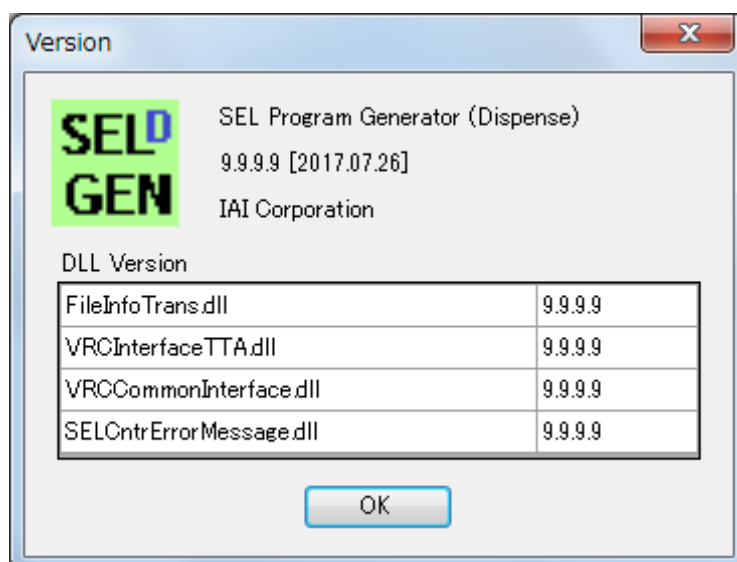 Version
SEL D
GEN
SEL Program Generator (Dispense)
9.9.9.9 [2017.07.26]
IAI Corporation
DLL Version
FileInfoTrans.dll 9.9.9.9
VRCInterfaceTTA.dll 9.9.9.9
VRCCommonInterface.dll 9.9.9.9
SELCntrErrorMessage.dll 9.9.9.9
OK